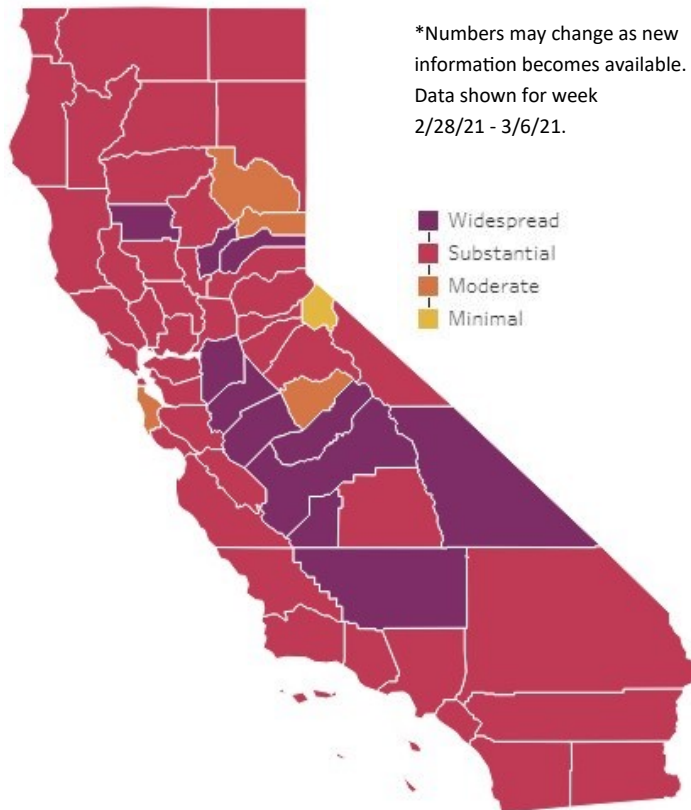 *Numbers may change as new
information becomes available.
Data shown for week
2/28/21 - 3/6/21.
Widespread
Substantial
Moderate
Minimal